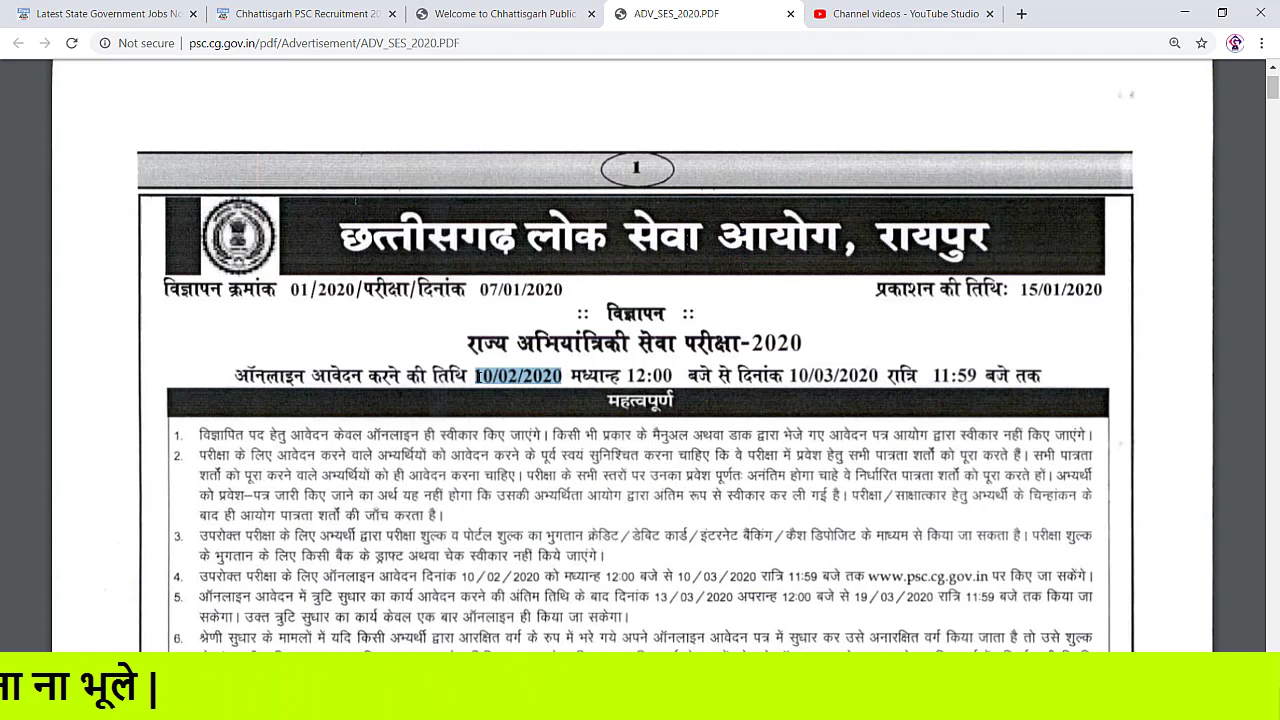 Latest State Government Jobs N
Chhattisgarh PSC Recruitment 20
Welcome to Chhattisgarh Public
ADV_SES_2020.PDF
Channel videos - YouTube Studio
Not secure | psc.cg.gov.in/pdf/Advertisement/ADV_SES_2020.PDF
1
छत्तीसगढ़ लोक सेवा आयोग, रायपुर
विज्ञापन क्रमांक 01/2020/परीक्षा/दिनांक 07/01/2020
प्रकाशन की तिथिः 15/01/2020
:: विज्ञापन ::
राज्य अभियांत्रिकी सेवा परीक्षा-2020
ऑनलाइन आवेदन करने की तिथि 10/02/2020 मध्यान्ह 12:00 बजे से दिनांक 10/03/2020 रात्रि 11:59 बजे तक
महत्वपूर्ण
1. विज्ञापित पद हेतु आवेदन केवल ऑनलाइन ही स्वीकार किए जाएंगे। किसी भी प्रकार के मैनुअल अथवा डाक द्वारा भेजे गए आवेदन पत्र आयोग द्वारा स्वीकार नहीं किए जाएंगे।
2. परीक्षा के लिए आवेदन करने वाले अभ्यर्थियों को आवेदन करने के पूर्व स्वयं सुनिश्चित करना चाहिए कि वे परीक्षा में प्रवेश हेतु सभी पात्रता शर्तो को पूरा करते हैं। सभी पात्रता
शर्तो को पूरा करने वाले अभ्यर्थियों को ही आवेदन करना चाहिए। परीक्षा के सभी स्तरों पर उनका प्रवेश पूर्णतः अनंतिम होगा चाहे वे निर्धारित पात्रता शर्तो को पूरा करते हों। अभ्यर्थी
को प्रवेश–पत्र जारी किए जाने का अर्थ यह नहीं होगा कि उसकी अभ्यर्थिता आयोग द्वारा अंतिम रूप से स्वीकार कर ली गई है। परीक्षा/साक्षात्कार हेतु अभ्यर्थी के चिन्हांकन के
बाद ही आयोग पात्रता शर्तो की जॉच करता है।
3. उपरोक्त परीक्षा के लिए अभ्यर्थी द्वारा परीक्षा शुल्क व पोर्टल शुल्क का भुगतान क्रेडिट/डेबिट कार्ड/इंटरनेट बैंकिंग/कैश डिपोजिट के माध्यम से किया जा सकता है। परीक्षा शुल्क
के भुगतान के लिए किसी बैंक के ड्राफ्ट अथवा चेक स्वीकार नही किये जाएंगे।
4. उपरोक्त परीक्षा के लिए ऑनलाइन आवेदन दिनांक 10/02/2020 को मध्यान्ह 12:00 बजे से 10/03/2020 रात्रि 11:59 बजे तक www.psc.cg.gov.in पर किए जा सकेंगे।
5. ऑनलाइन आवेदन में त्रुटि सुधार का कार्य आवेदन करने की अंतिम तिथि के बाद दिनांक 13/03/2020 अपरान्ह 12:00 बजे से 19/03/2020 रात्रि 11:59 बजे तक किया जा
सकेगा। उक्त त्रुटि सुधार का कार्य केवल एक बार ऑनलाइन ही किया जा सकेगा।
6. श्रेणी सुधार के मामलों में यदि किसी अभ्यर्थी द्वारा आरक्षित वर्ग के रुप में भरे गये अपने ऑनलाइन आवेदन पत्र में सुधार कर उसे अनारक्षित वर्ग किया जाता है तो उसे शुल्क
ना भूले |